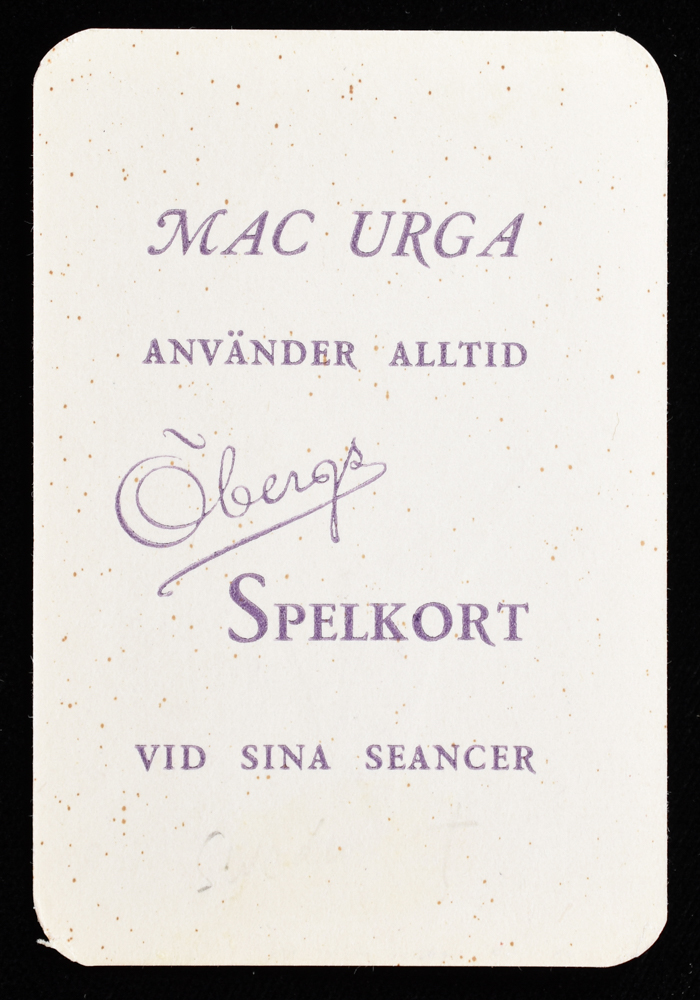 MAC URGA
ANVÄNDER ALLTID
Öbergs
SPELKORT
VID SINA SEANCER